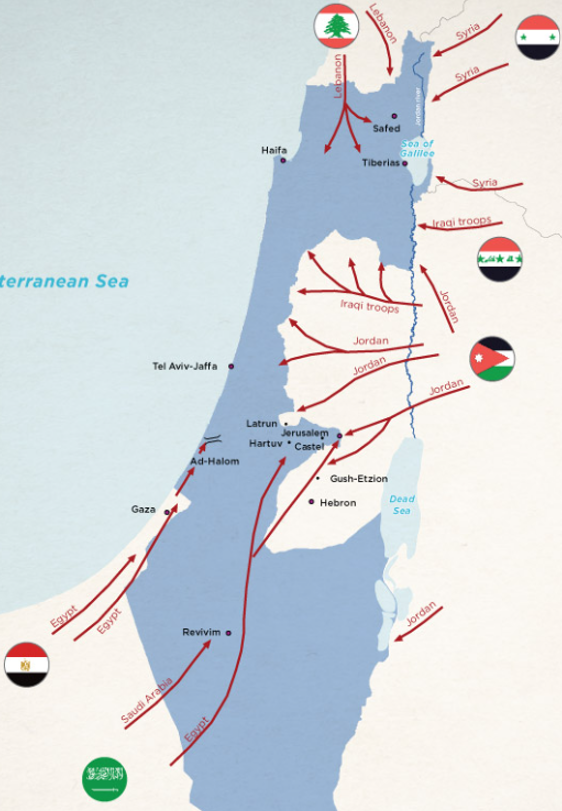 Lebanon
Lebanon
Syria
Syria
Jordan river
Safed
Sea of
Galilee
Haifa
Tiberias
Syria
Iraqi troops
terranean Sea
Iraqi troops
Jordan
Jordan
Tel Aviv-Jaffa
Jordan
Jordan
Latrun
Jerusalem
Hartuv
Castel
Ad-Halom
Gush-Etzion
Dead
Sea
Hebron
Gaza
Egypt
Egypt
Jordan
Revivim
Saudi Arabia
Egypt